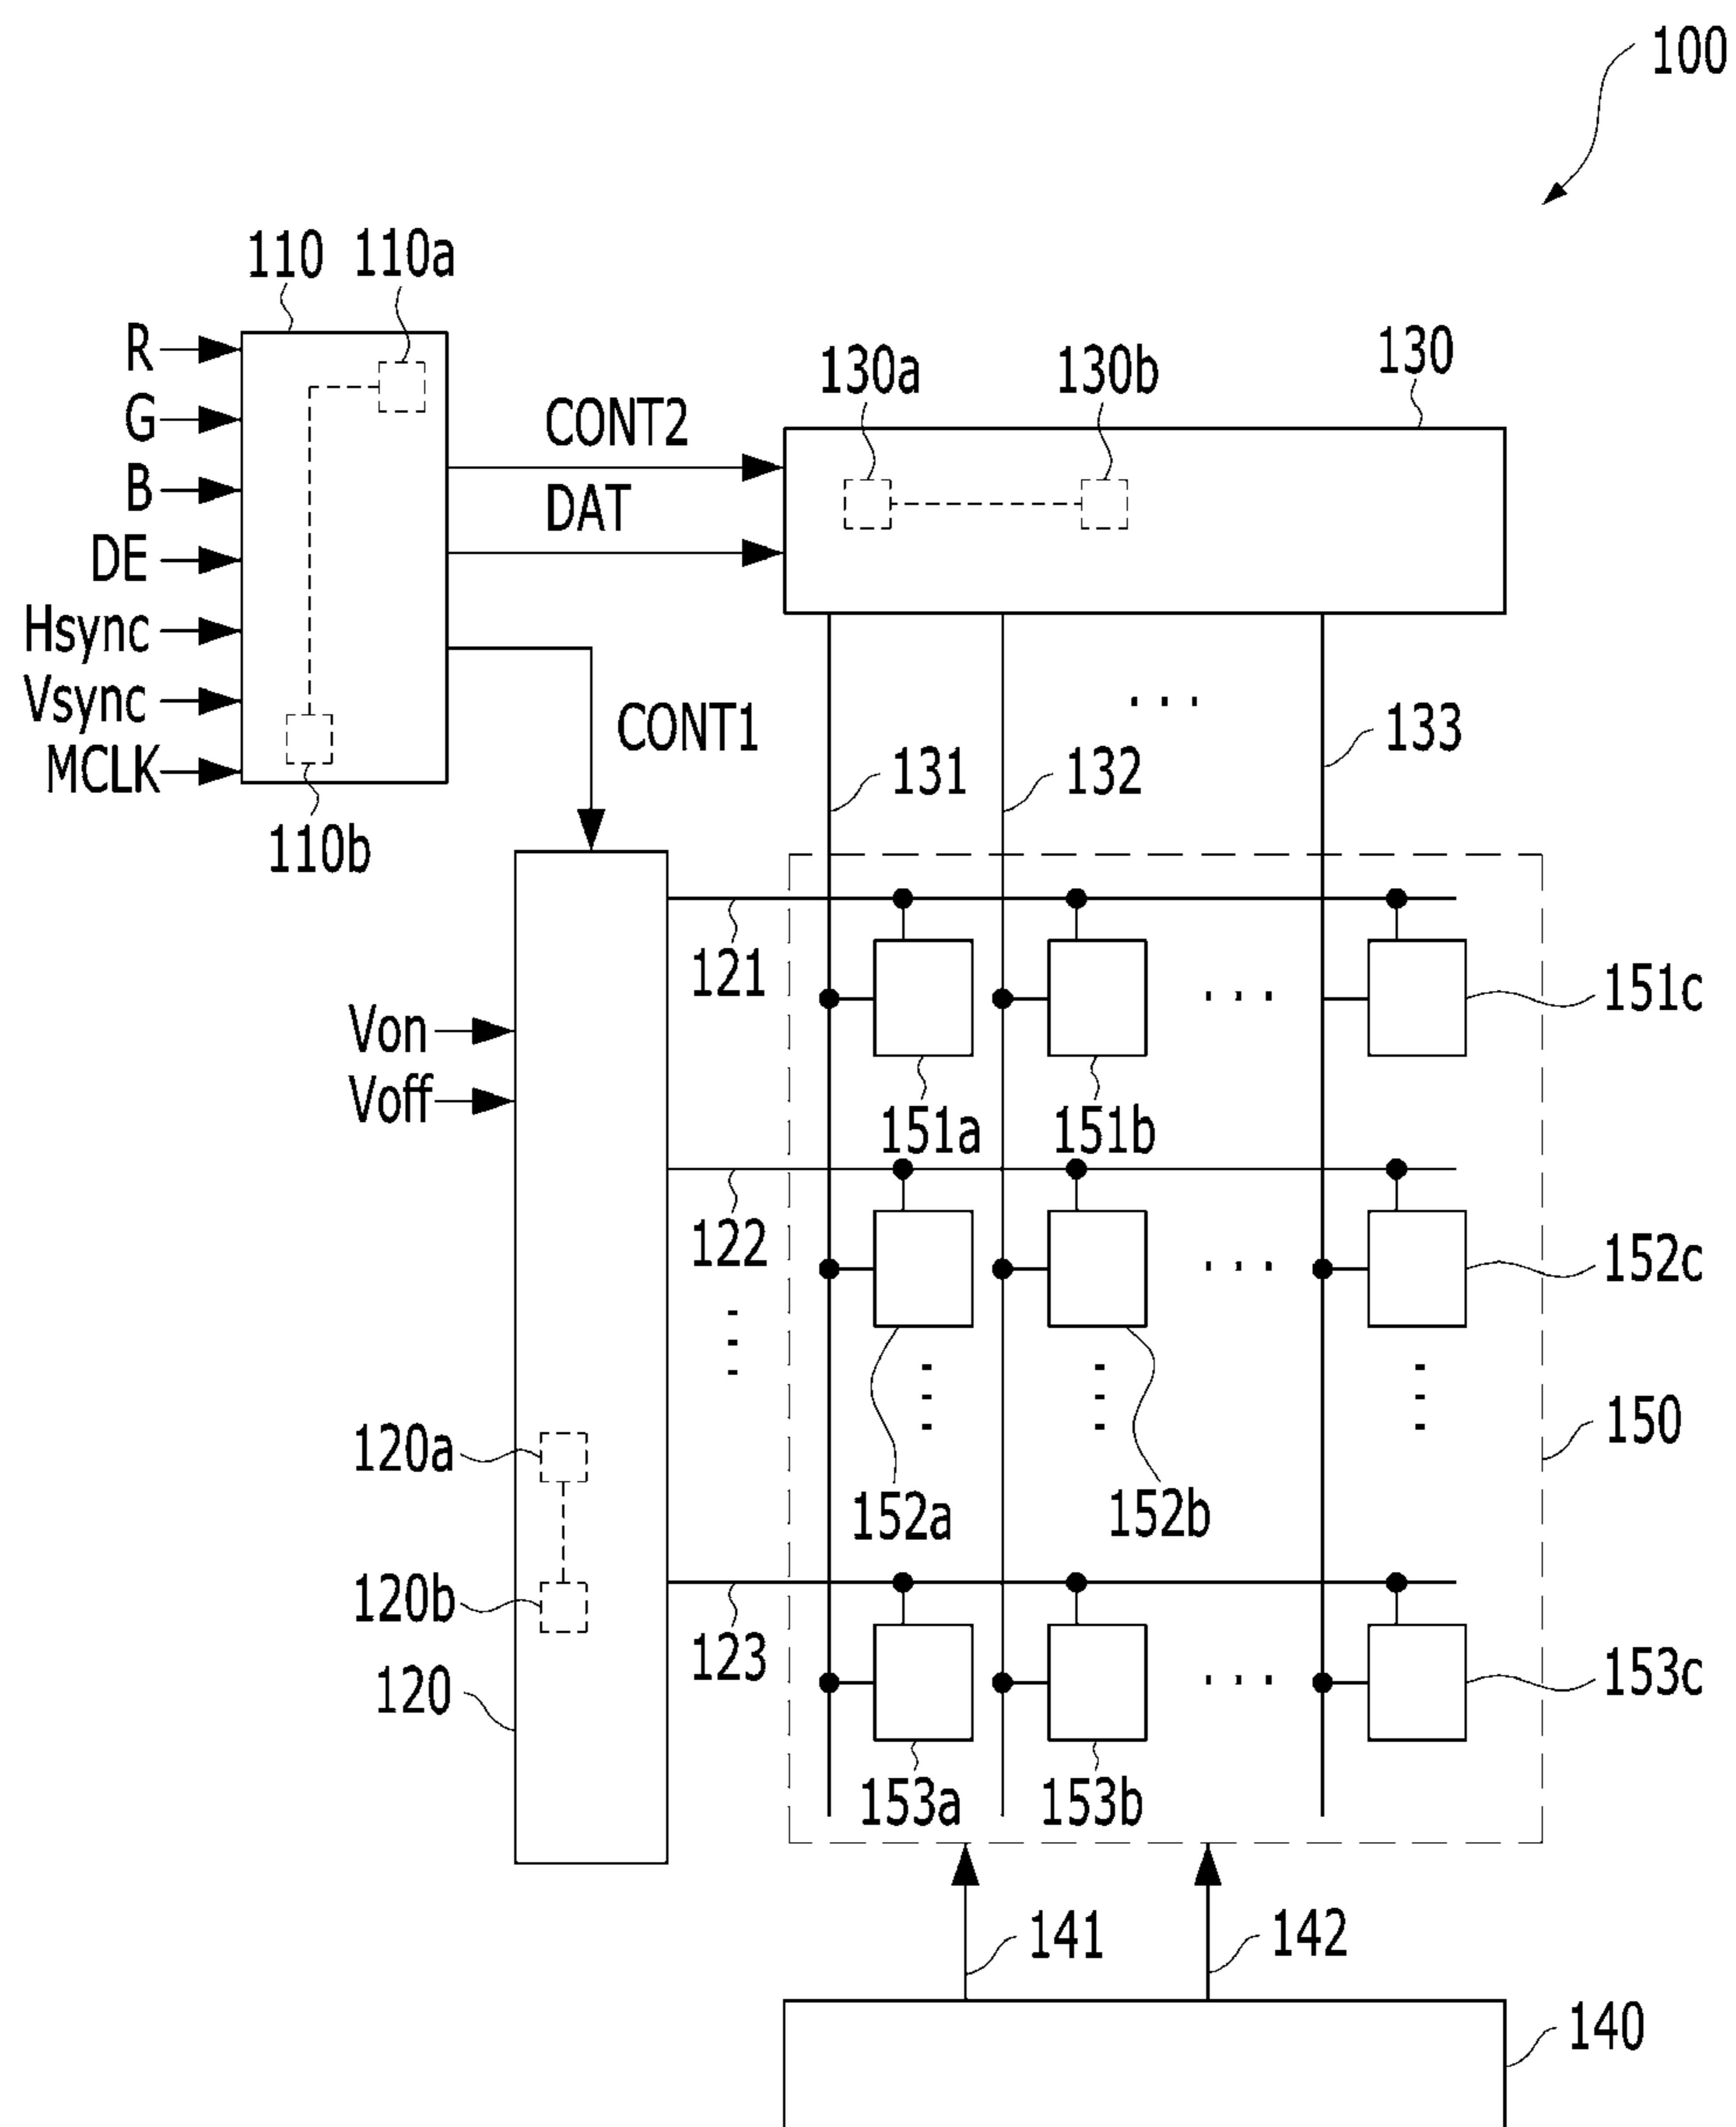 100
110 110a
R
G
B
DE
Hsync
Vsync
MCLK
110b
CONT2
DAT
CONT1
130a 130b 130
131 132 133
121
Von
Voff
151a 151b 151c
122
152a 152b 152c
150
120a
120b
120
123
153a 153b 153c
141 142
140